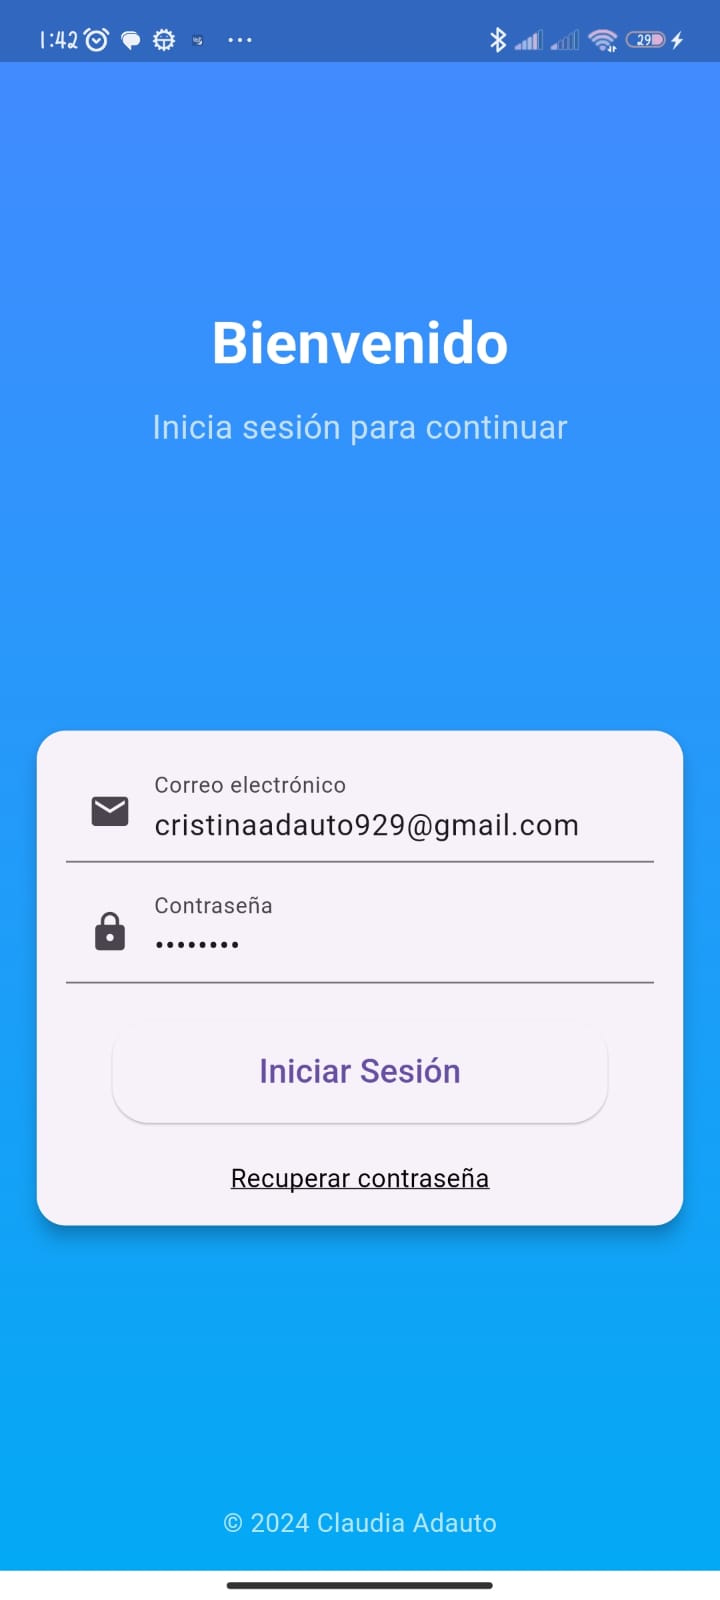 1:42
29
Bienvenido
Inicia sesión para continuar
Correo electrónico
cristinaadauto929@gmail.com
Contraseña
••••••••
Iniciar Sesión
Recuperar contraseña
© 2024 Claudia Adauto